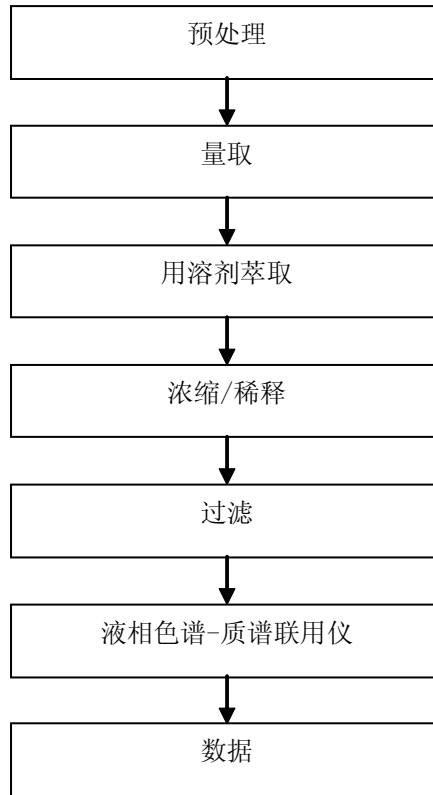 预处理
量取
用溶剂萃取
浓缩/稀释
过滤
液相色谱-质谱联用仪
数据